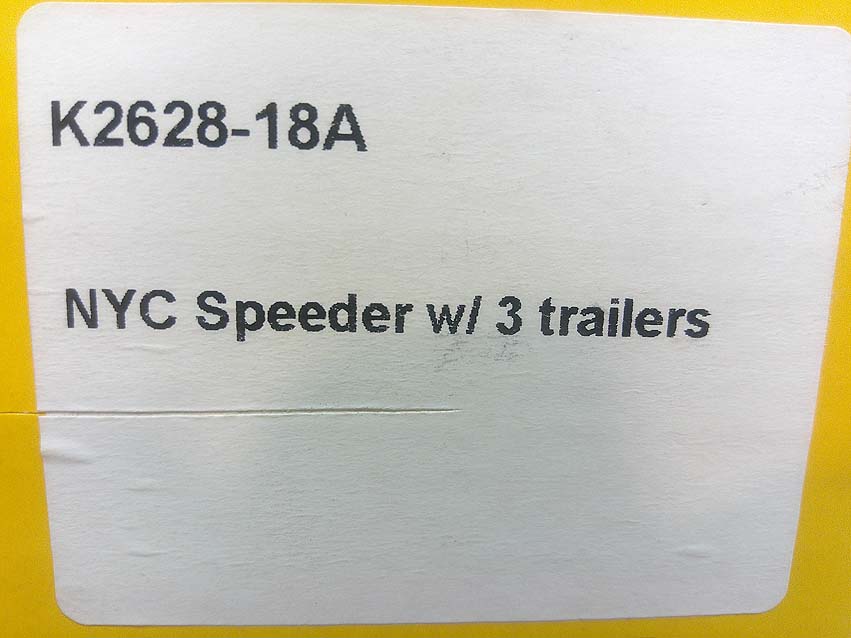 K2628-18A
NYC Speeder w/ 3 trailers